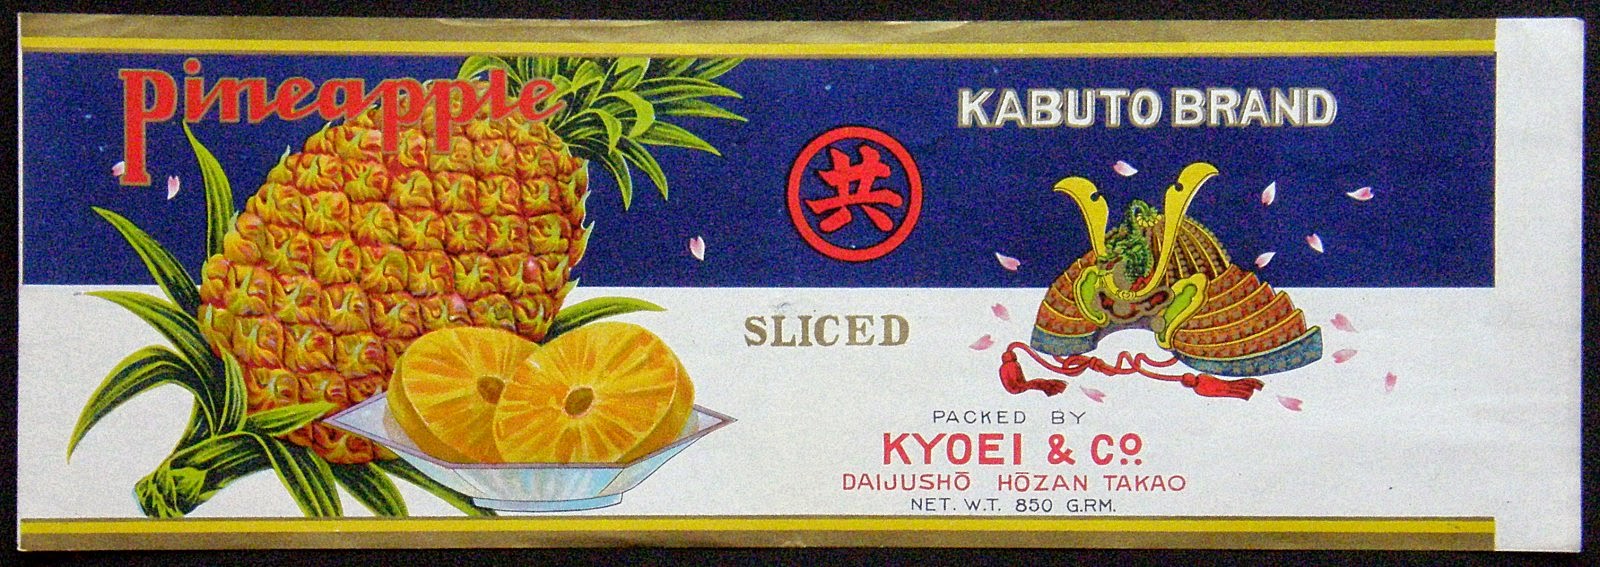 Pineapple
KABUTO BRAND
共
SLICED
PACKED BY
KYOEI & Co.
DAIJUSHŌ HŌZAN TAKAO
NET. W.T. 850 G.RM.